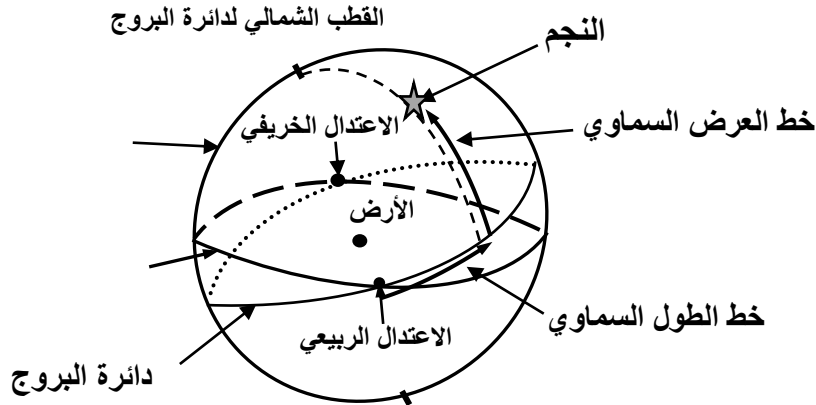 القطب الشمالي لدائرة البروج
النجم
الاعتدال الخريفي
خط العرض السماوي
الأرض
خط الطول السماوي
الاعتدال الربيعي
دائرة البروج